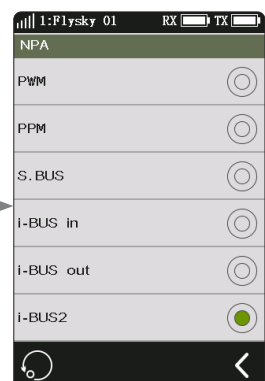 1:Flysky 01 RX TX
NPA
PWM
PPM
S.BUS
i-BUS in
i-BUS out
i-BUS2